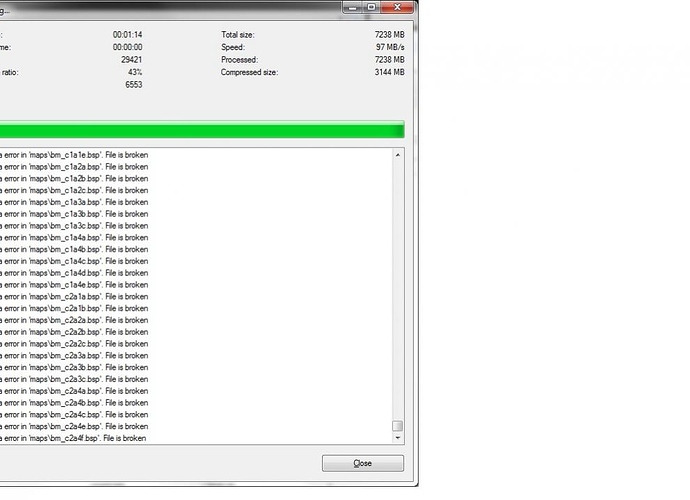 g...
: 00:01:14 Total size: 7238 MB
me: 00:00:00 Speed: 97 MB/s
29421 Processed: 7238 MB
ratio: 43% Compressed size: 3144 MB
6553
a error in 'maps\bm_c1a1e.bsp'. File is broken
a error in 'maps\bm_c1a2a.bsp'. File is broken
a error in 'maps\bm_c1a2b.bsp'. File is broken
a error in 'maps\bm_c1a2c.bsp'. File is broken
a error in 'maps\bm_c1a3a.bsp'. File is broken
a error in 'maps\bm_c1a3b.bsp'. File is broken
a error in 'maps\bm_c1a3c.bsp'. File is broken
a error in 'maps\bm_c1a4a.bsp'. File is broken
a error in 'maps\bm_c1a4b.bsp'. File is broken
a error in 'maps\bm_c1a4c.bsp'. File is broken
a error in 'maps\bm_c1a4d.bsp'. File is broken
a error in 'maps\bm_c1a4e.bsp'. File is broken
a error in 'maps\bm_c2a1a.bsp'. File is broken
a error in 'maps\bm_c2a1b.bsp'. File is broken
a error in 'maps\bm_c2a2a.bsp'. File is broken
a error in 'maps\bm_c2a2b.bsp'. File is broken
a error in 'maps\bm_c2a2c.bsp'. File is broken
a error in 'maps\bm_c2a3a.bsp'. File is broken
a error in 'maps\bm_c2a3b.bsp'. File is broken
a error in 'maps\bm_c2a3c.bsp'. File is broken
a error in 'maps\bm_c2a4a.bsp'. File is broken
a error in 'maps\bm_c2a4b.bsp'. File is broken
a error in 'maps\bm_c2a4c.bsp'. File is broken
a error in 'maps\bm_c2a4e.bsp'. File is broken
a error in 'maps\bm_c2a4f.bsp'. File is broken
Close